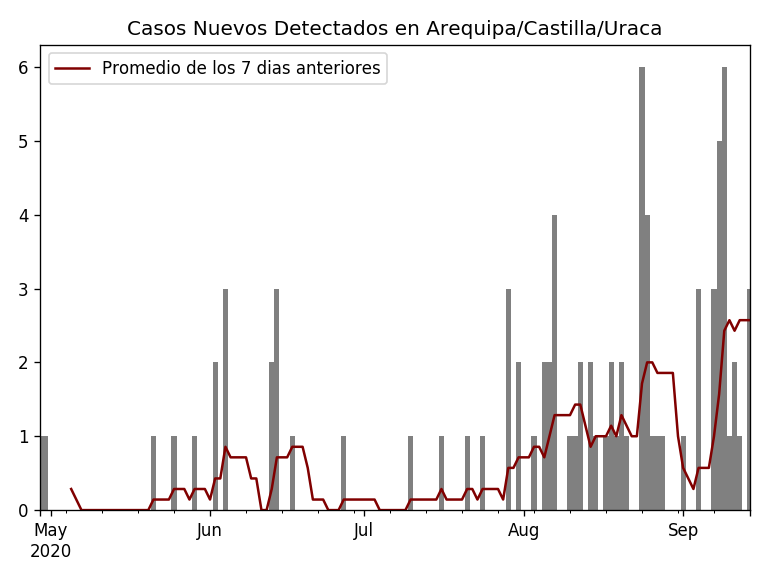 Casos Nuevos Detectados en Arequipa/Castilla/Uraca
Promedio de los 7 dias anteriores
6
5
4
3
2
1
0
May Jun Jul Aug Sep
2020